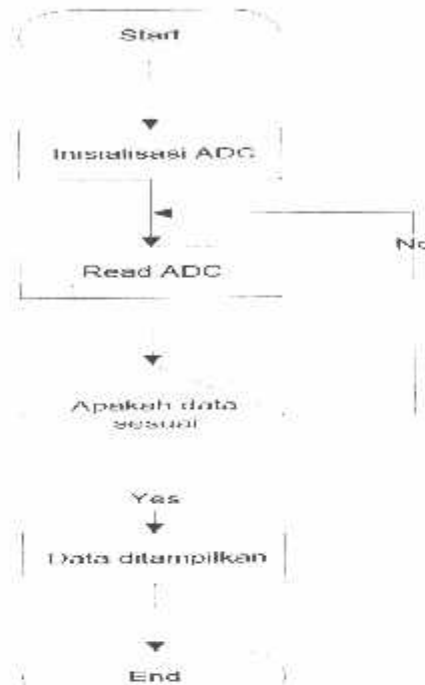 Start
Inisialisasi ADC
No
Read ADC
Apakah data
sesuai
Yes
Data ditampilkan
End